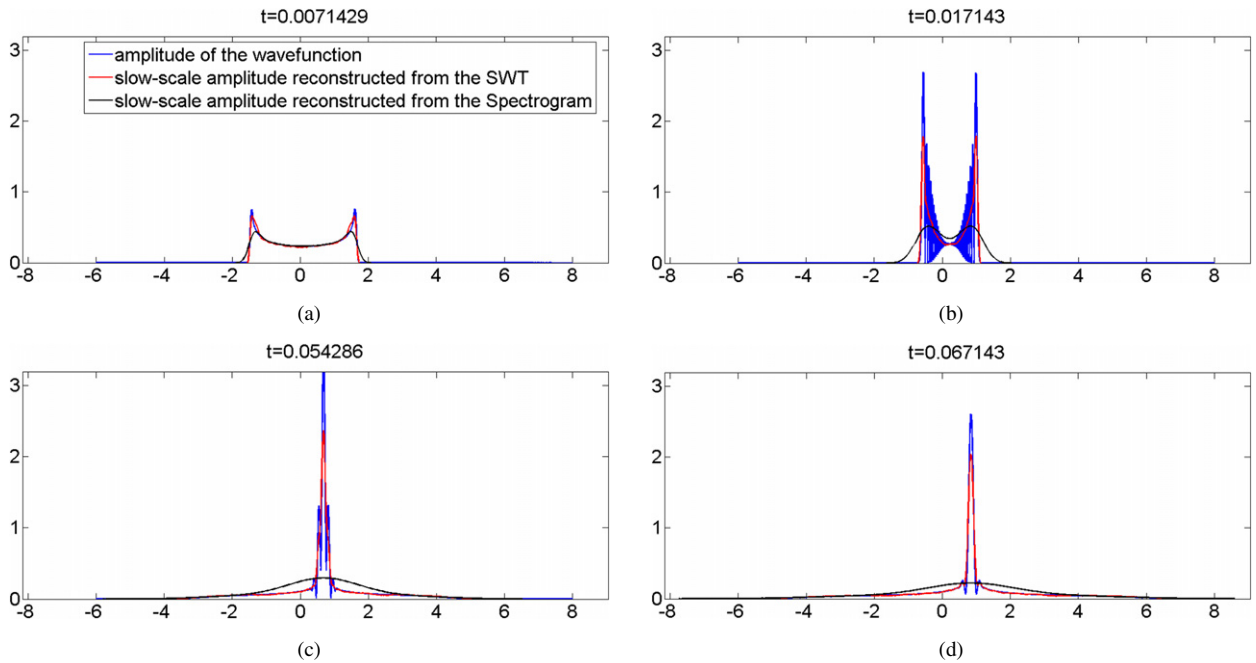 t=0.0071429
3
2
1
0
amplitude of the wavefunction
slow-scale amplitude reconstructed from the SWT
slow-scale amplitude reconstructed from the Spectrogram
-8 -6 -4 -2 0 2 4 6 8
(a)
t=0.017143
3
2
1
0
-8 -6 -4 -2 0 2 4 6 8
(b)
t=0.054286
3
2
1
0
-8 -6 -4 -2 0 2 4 6 8
(c)
t=0.067143
3
2
1
0
-8 -6 -4 -2 0 2 4 6 8
(d)